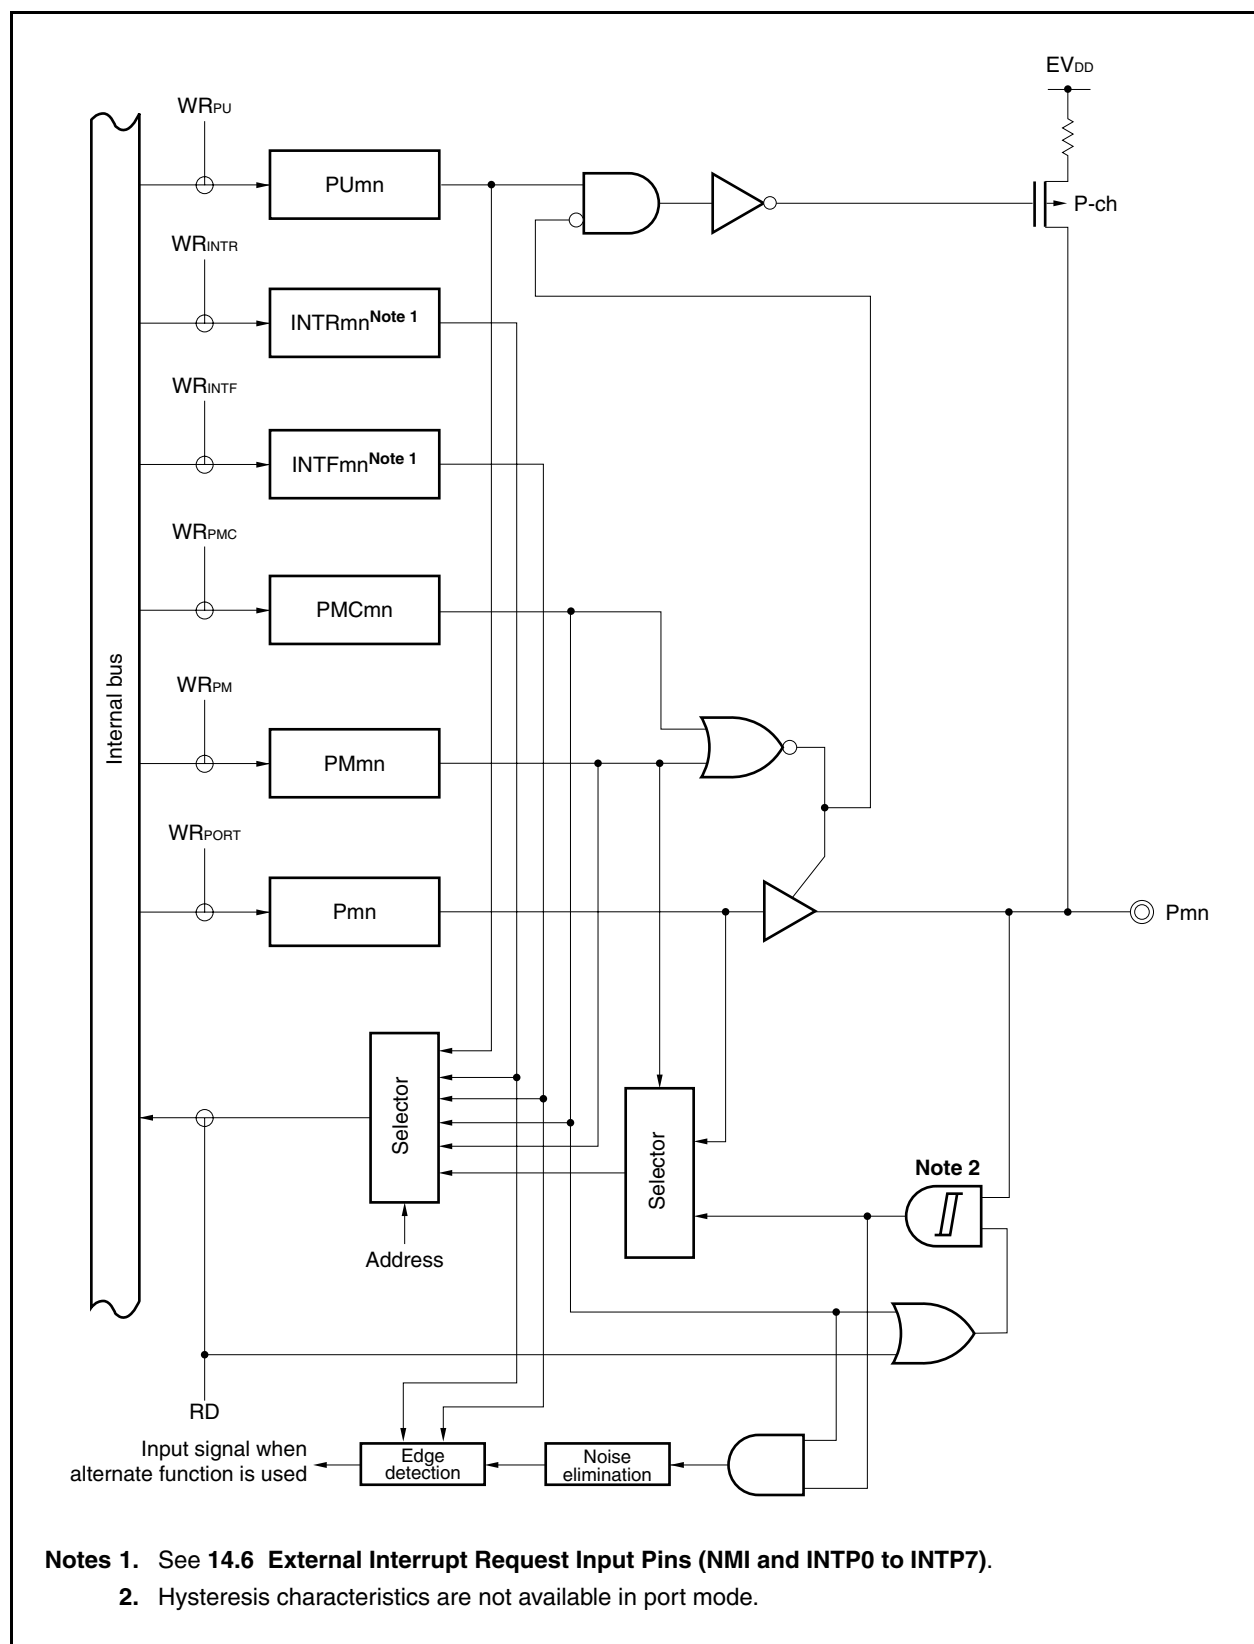 EVDD
WRPU
PUmn
P-ch
WRINTR
INTRmnNote 1
WRINTF
INTFmnNote 1
WRPMC
PMCmn
Internal bus
WRPM
PMmn
WRPORT
Pmn
Pmn
Selector
Selector
Note 2
Address
RD
Input signal when
alternate function is used
Edge
detection
Noise
elimination
Notes 1. See 14.6 External Interrupt Request Input Pins (NMI and INTP0 to INTP7).
2. Hysteresis characteristics are not available in port mode.